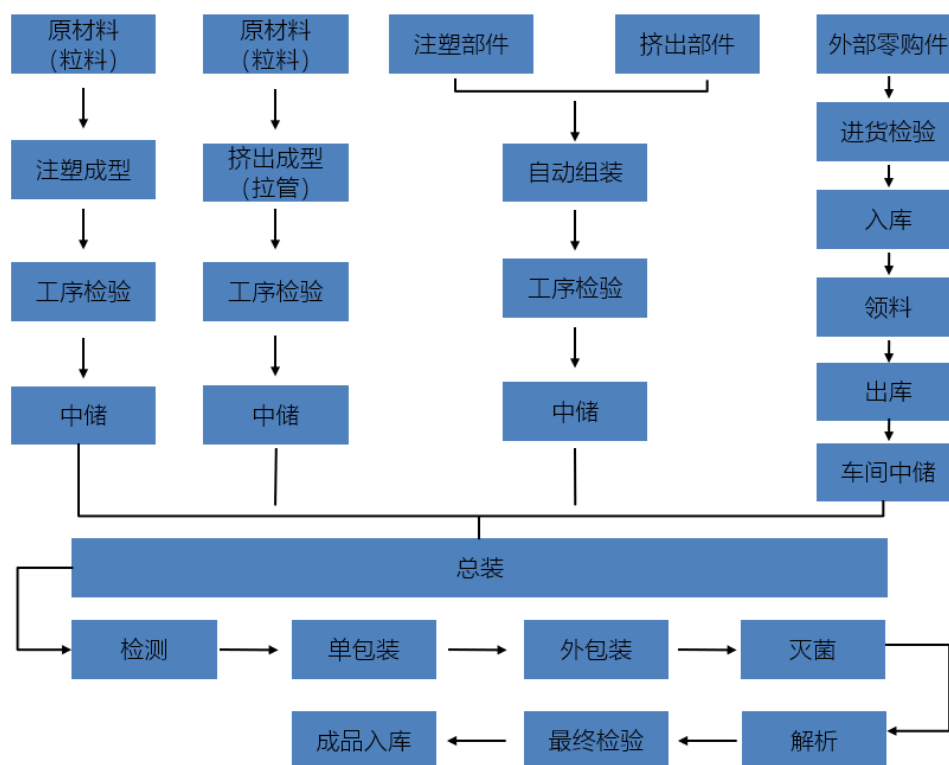 原材料
（粒料）
原材料
（粒料）
注塑部件
挤出部件
外部零购件
进货检验
注塑成型
挤出成型
（拉管）
自动组装
入库
工序检验
工序检验
工序检验
领料
出库
中储
中储
中储
车间中储
总装
检测
单包装
外包装
灭菌
成品入库
最终检验
解析